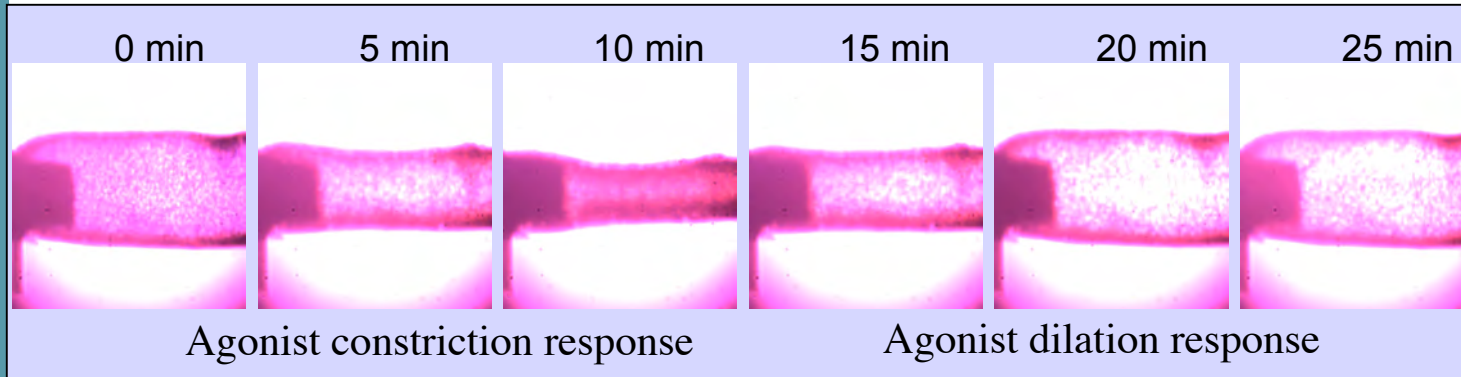 0 min 5 min 10 min 15 min 20 min 25 min
Agonist constriction response Agonist dilation response